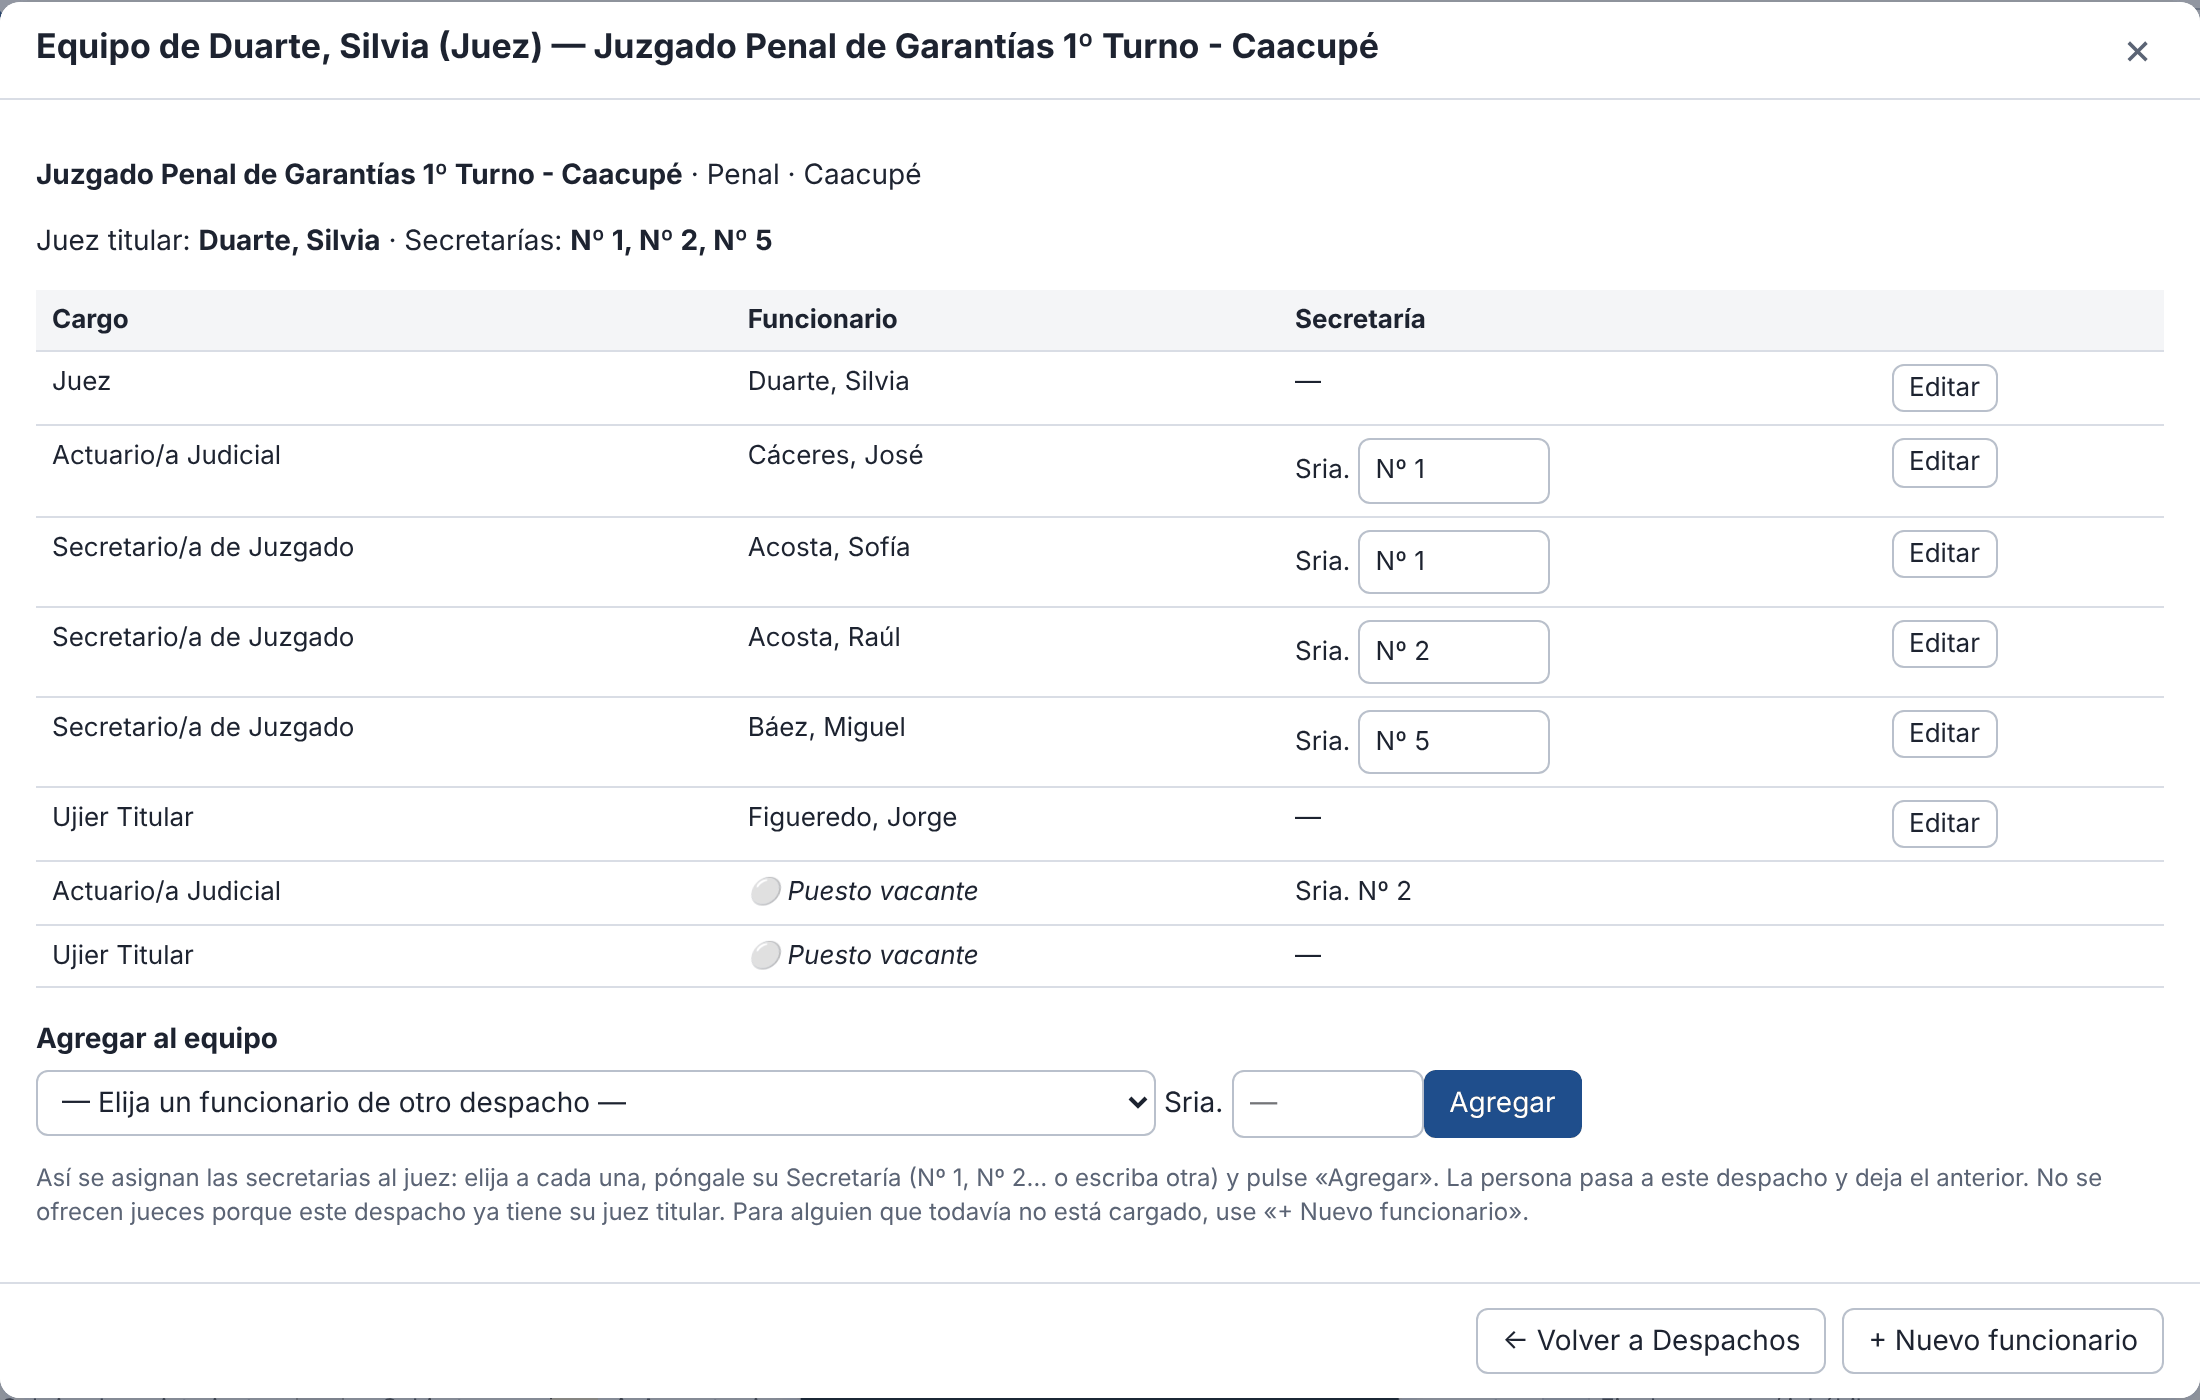 Equipo de Duarte, Silvia (Juez) — Juzgado Penal de Garantías 1º Turno - Caacupé
×
Juzgado Penal de Garantías 1º Turno - Caacupé · Penal · Caacupé
Juez titular: Duarte, Silvia · Secretarías: Nº 1, Nº 2, Nº 5
Cargo Funcionario Secretaría
Juez Duarte, Silvia — Editar
Actuario/a Judicial Cáceres, José Sria. Nº 1 Editar
Secretario/a de Juzgado Acosta, Sofía Sria. Nº 1 Editar
Secretario/a de Juzgado Acosta, Raúl Sria. Nº 2 Editar
Secretario/a de Juzgado Báez, Miguel Sria. Nº 5 Editar
Ujier Titular Figueredo, Jorge — Editar
Actuario/a Judicial Puesto vacante Sria. Nº 2
Ujier Titular Puesto vacante —
Agregar al equipo
— Elija un funcionario de otro despacho — Sria. — Agregar
Así se asignan las secretarias al juez: elija a cada una, póngale su Secretaría (Nº 1, Nº 2... o escriba otra) y pulse «Agregar». La persona pasa a este despacho y deja el anterior. No se
ofrecen jueces porque este despacho ya tiene su juez titular. Para alguien que todavía no está cargado, use «+ Nuevo funcionario».
← Volver a Despachos + Nuevo funcionario